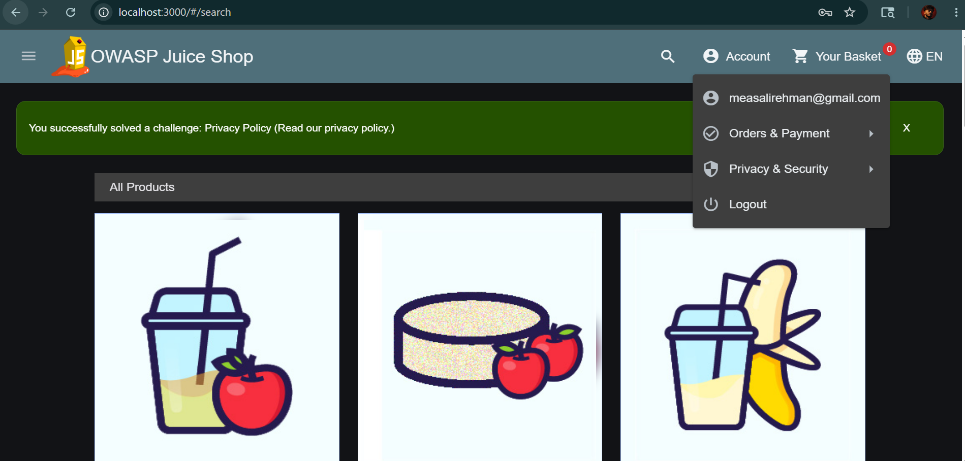 localhost:3000/#/search
JS
OWASP Juice Shop
Account
Your Basket
0
EN
measalirehman@gmail.com
You successfully solved a challenge: Privacy Policy (Read our privacy policy.)
X
Orders & Payment
Privacy & Security
All Products
Logout